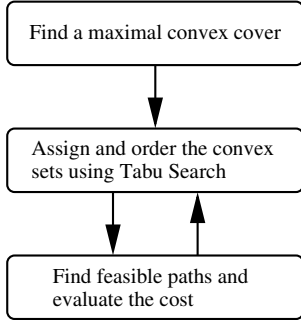 Find a maximal convex cover
Assign and order the convex
sets using Tabu Search
Find feasible paths and
evaluate the cost